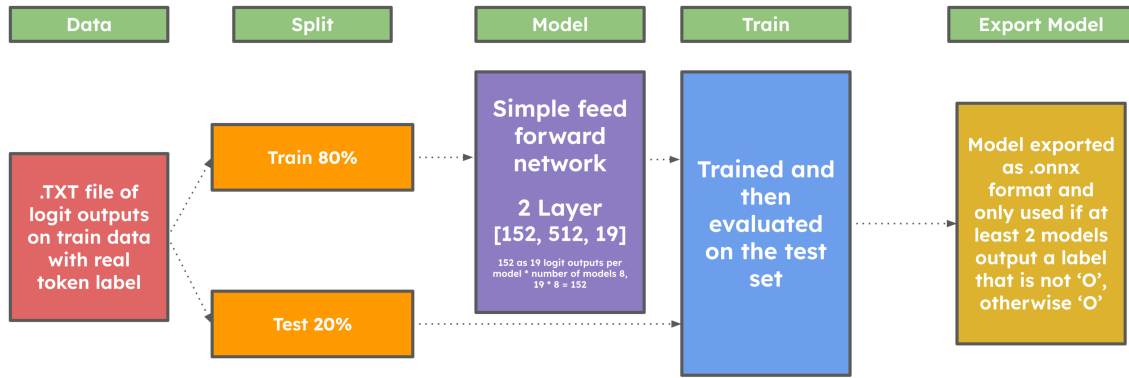 Data
Split
Model
Train
Export Model
.TXT file of
logit outputs
on train data
with real
token label
Train 80%
Test 20%
Simple feed
forward
network
2 Layer
[152, 512, 19]
152 as 19 logit outputs per
model * number of models 8,
19 * 8 = 152
Trained and
then
evaluated
on the test
set
Model exported
as .onnx
format and
only used if at
least 2 models
output a label
that is not ‘O’,
otherwise ‘O’